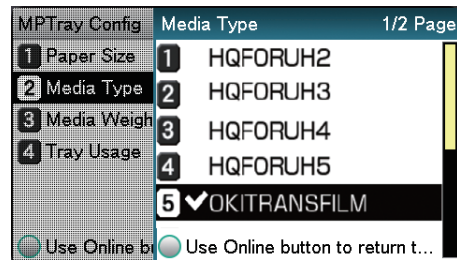 MPTray Config
1 Paper Size
2 Media Type
3 Media Weigh
4 Tray Usage
Use Online b
Media Type 1/2 Page
1 HQFORUH2
2 HQFORUH3
3 HQFORUH4
4 HQFORUH5
5 ✔OKITRANSFILM
Use Online button to return t...